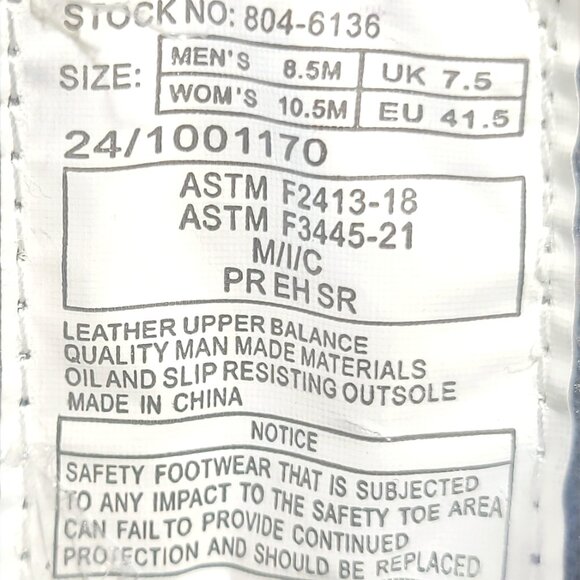 STOCK NO: 804-6136
SIZE: MEN'S 8.5M UK 7.5
WOM'S 10.5M EU 41.5
24/1001170
ASTM F2413-18
ASTM F3445-21
M/I/C
PR EH SR
LEATHER UPPER BALANCE
QUALITY MAN MADE MATERIALS
OIL AND SLIP RESISTING OUTSOLE
MADE IN CHINA
NOTICE
SAFETY FOOTWEAR THAT IS SUBJECTED
TO ANY IMPACT TO THE SAFETY TOE AREA
CAN FAIL TO PROVIDE CONTINUED
PROTECTION AND SHOULD BE REPLACED